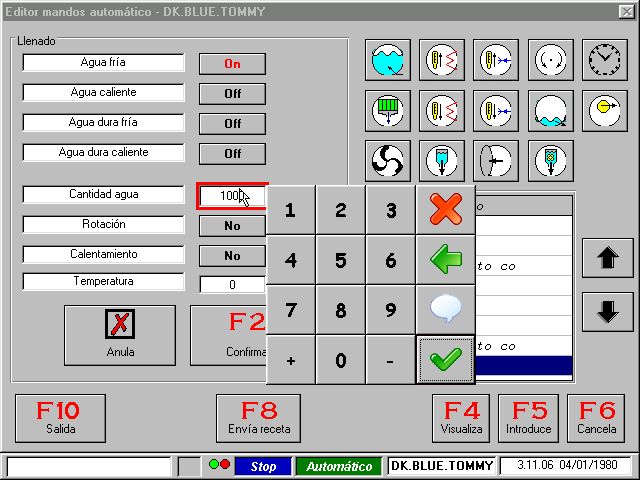 Editor mandos automático - DK.BLUE.TOMMY
Llenado
Agua fría On
Agua caliente Off
Agua dura fría Off
Agua dura caliente Off
Cantidad agua
Rotación No
Calentamiento No
Temperatura 0
1 2 3
4 5 6
7 8 9
+ 0 -
o
to co
to co
Anula
F2
Confirma
F10
Salida
F8
Envía receta
F4
Visualiza
F5
Introduce
F6
Cancela
Stop Automático DK.BLUE.TOMMY 3.11.06 04/01/1980